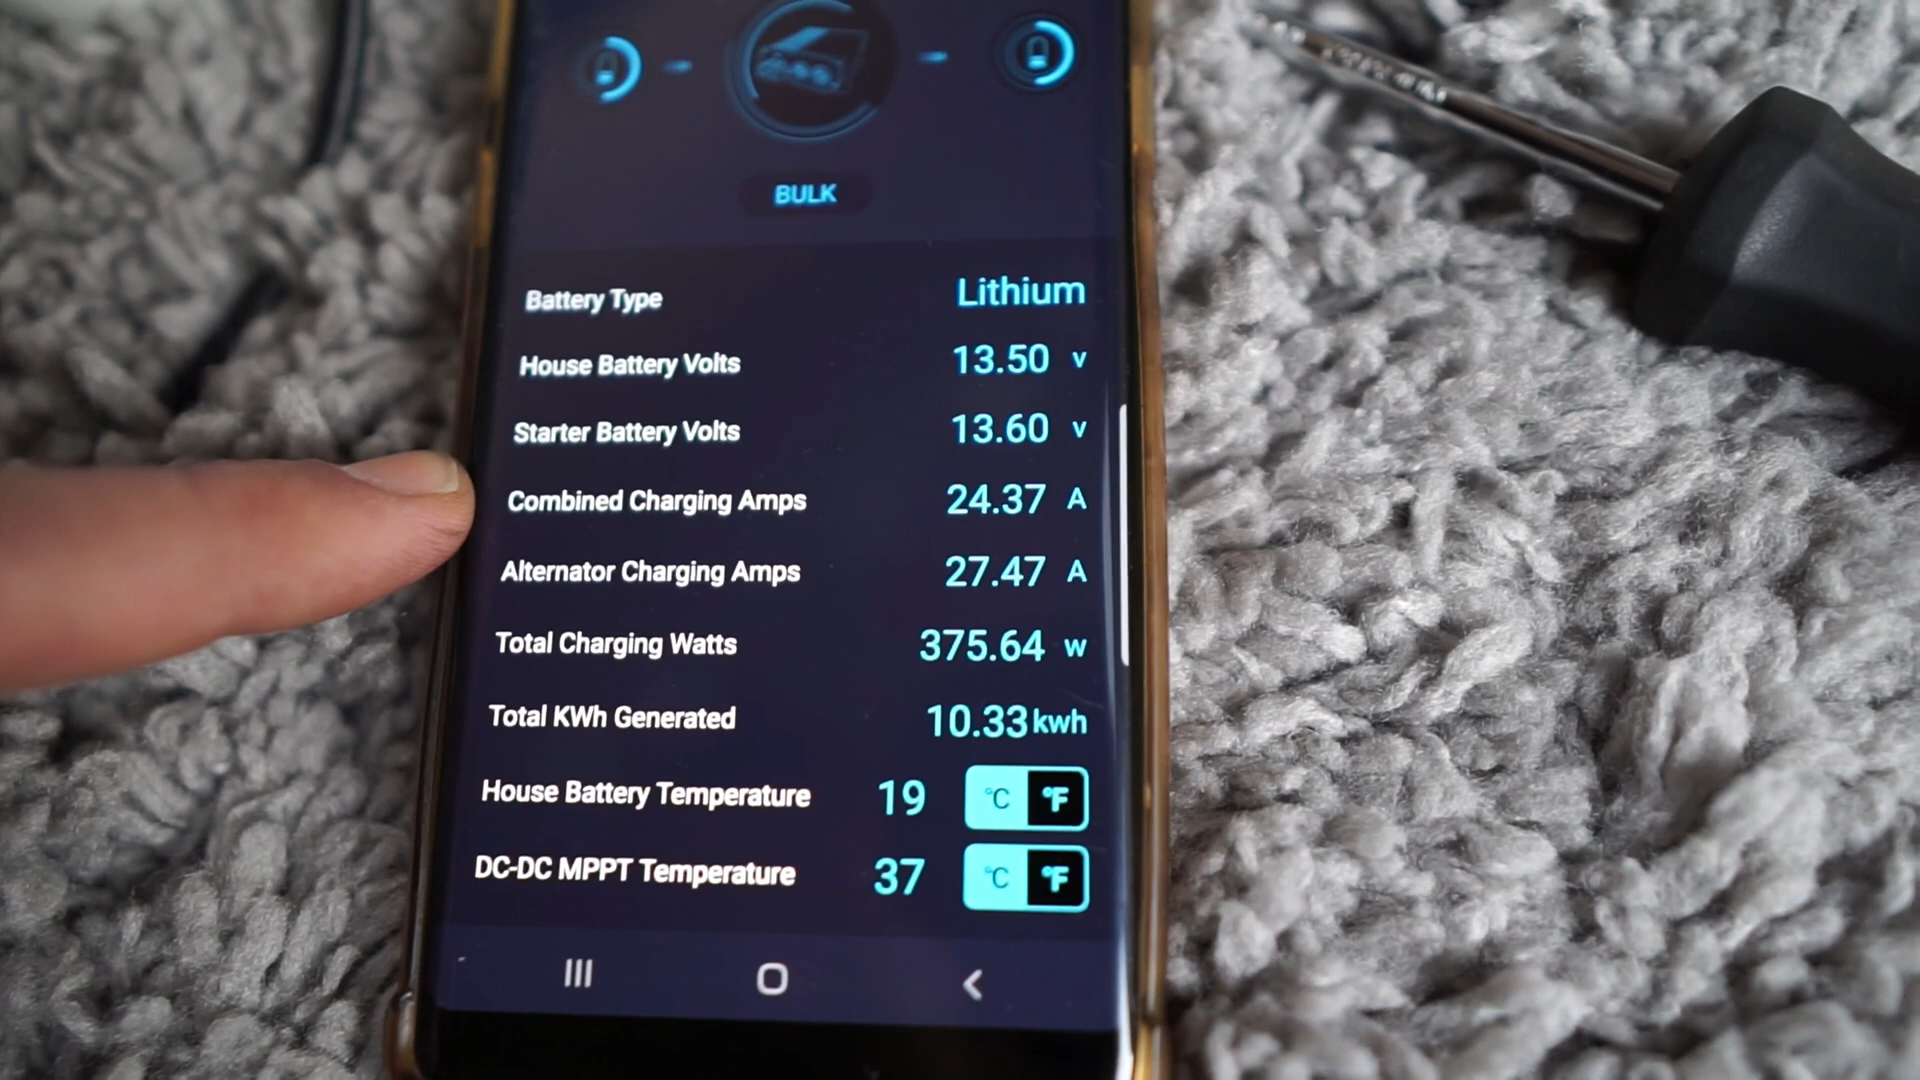 BULK
Battery Type Lithium
House Battery Volts 13.50 v
Starter Battery Volts 13.60 v
Combined Charging Amps 24.37 A
Alternator Charging Amps 27.47 A
Total Charging Watts 375.64 w
Total KWh Generated 10.33kwh
House Battery Temperature 19 °C °F
DC-DC MPPT Temperature 37 °C °F